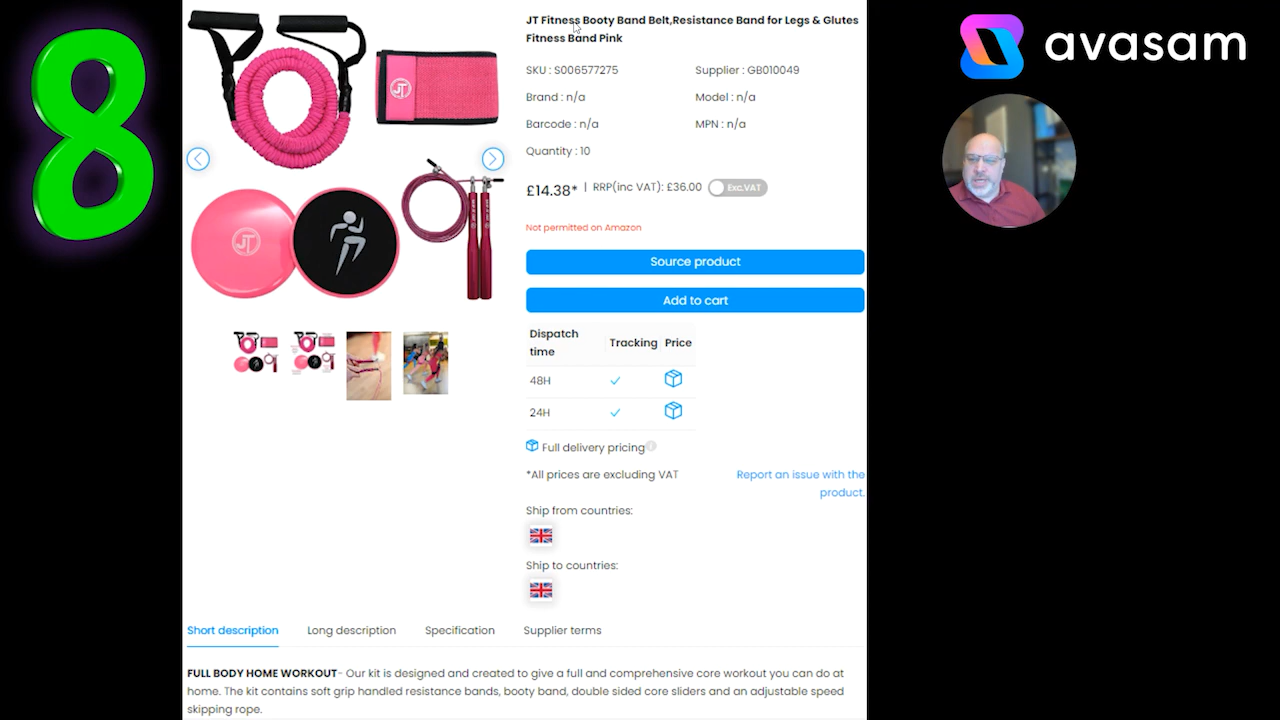 8
JT Fitness Booty Band Belt,Resistance Band for Legs & Glutes
Fitness Band Pink
SKU : S006577275
Supplier : GB010049
Brand : n/a
Model : n/a
Barcode : n/a
MPN : n/a
Quantity : 10
£14.38* | RRP(inc VAT): £36.00 Exc.VAT
Not permitted on Amazon
Source product
Add to cart
Dispatch time
Tracking
Price
48H
24H
Full delivery pricing
*All prices are excluding VAT
Report an issue with the
product.
Ship from countries:
Ship to countries:
Short description
Long description
Specification
Supplier terms
FULL BODY HOME WORKOUT- Our kit is designed and created to give a full and comprehensive core workout you can do at
home. The kit contains soft grip handled resistance bands, booty band, double sided core sliders and an adjustable speed
skipping rope.
avasam
JT
JT